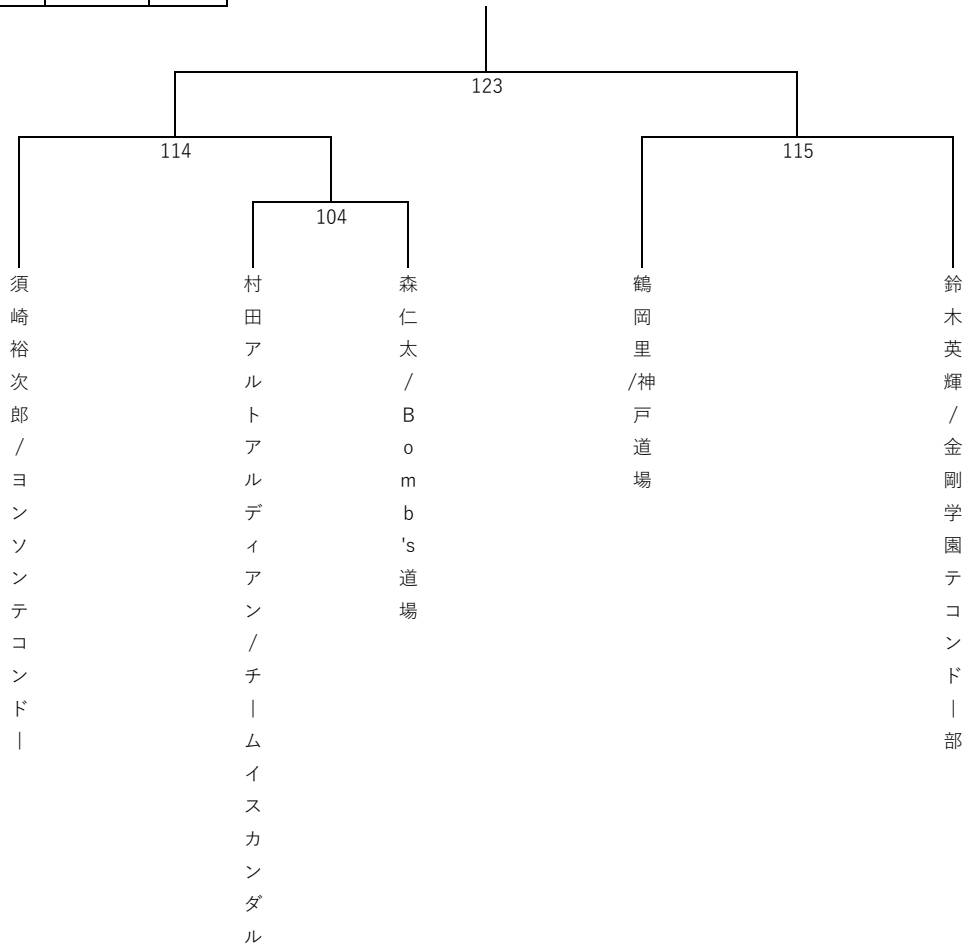 123
114
115
104
須崎裕次郎/ヨンソンテコンドー
村田アルトアルディアン/チームイスカンダル
森仁太/Bomb's道場
鶴岡里/神戸道場
鈴木英輝/金剛学園テコンドー部